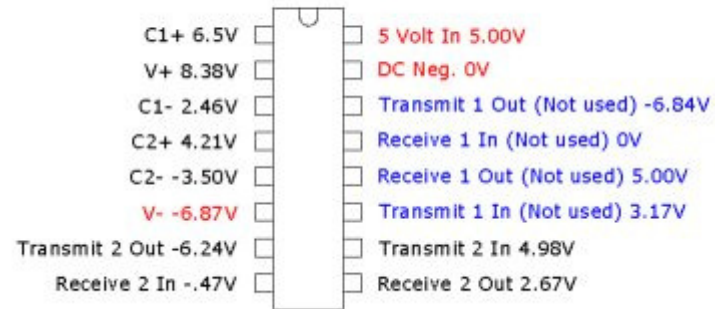 C1+ 6.5V
V+ 8.38V
C1- 2.46V
C2+ 4.21V
C2- -3.50V
V- -6.87V
Transmit 2 Out -6.24V
Receive 2 In -.47V
5 Volt In 5.00V
DC Neg. 0V
Transmit 1 Out (Not used) -6.84V
Receive 1 In (Not used) 0V
Receive 1 Out (Not used) 5.00V
Transmit 1 In (Not used) 3.17V
Transmit 2 In 4.98V
Receive 2 Out 2.67V